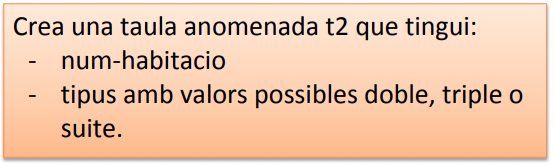 Crea una taula anomenada t2 que tingui:
- num-habitacio
- tipus amb valors possibles doble, triple o
suite.